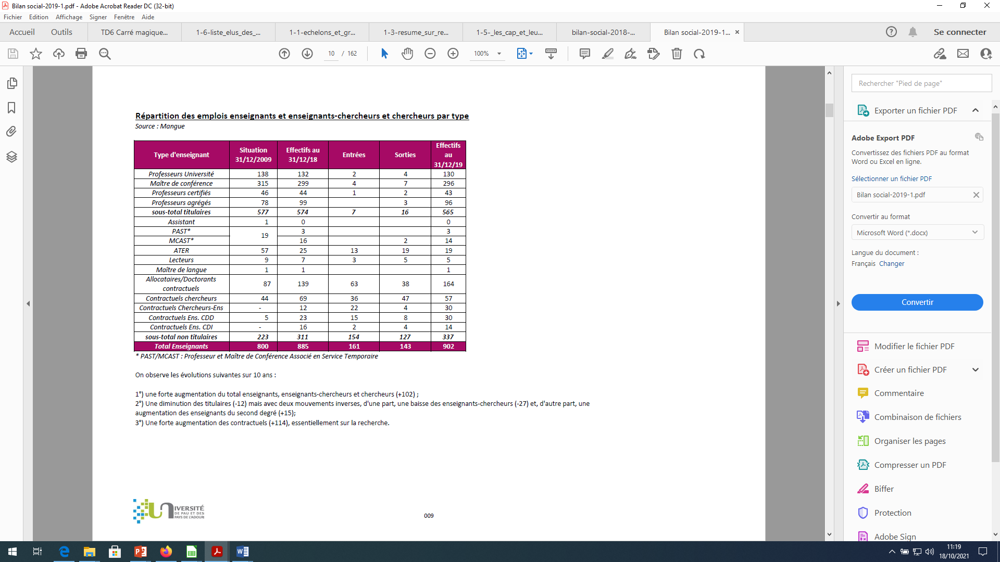 Bilan social-2019-1.pdf - Adobe Acrobat Reader DC (32-bit)
Fichier Edition Affichage Signer Fenêtre Aide
Accueil Outils TD6 Carré magique... 1-6-liste_elus_des_... 1-1-echelons_et_gr... 1-3-resume_sur_re... 1-5-_les_cap_et_leu... bilan-social-2018-... Bilan social-2019-1... × Se connecter
10 / 162 100%
Répartition des emplois enseignants et enseignants-chercheurs et chercheurs par type
Source : Mangue
Type d'enseignant Situation 31/12/2009 Effectifs au 31/12/18 Entrées Sorties Effectifs au 31/12/19
Professeurs Université 138 132 2 4 130
Maître de conférence 315 299 4 7 296
Professeurs certifiés 46 44 1 2 43
Professeurs agrégés 78 99 3 96
sous-total titulaires 577 574 7 16 565
Assistant 1 0 0
PAST* 19 3 3
MCAST* 16 2 14
ATER 57 25 13 19 19
Lecteurs 9 7 3 5 5
Maître de langue 1 1 1
Allocataires/Doctorants contractuels 87 139 63 38 164
Contractuels chercheurs 44 69 36 47 57
Contractuels Chercheurs-Ens - 12 22 4 30
Contractuels Ens. CDD 5 23 15 8 30
Contractuels Ens. CDI - 16 2 4 14
sous-total non titulaires 223 311 154 127 337
Total Enseignants 800 885 161 143 902
* PAST/MCAST : Professeur et Maître de Conférence Associé en Service Temporaire
On observe les évolutions suivantes sur 10 ans :
1°) une forte augmentation du total enseignants, enseignants-chercheurs et chercheurs (+102) ;
2°) Une diminution des titulaires (-12) mais avec deux mouvements inverses, d'une part, une baisse des enseignants-chercheurs (-27) et, d'autre part, une
augmentation des enseignants du second degré (+15);
3°) Une forte augmentation des contractuels (+114), essentiellement sur la recherche.
UNIVERSITÉ
DE PAU ET DES
PAYS DE L'ADOUR
009
Rechercher "Pied de page"
Exporter un fichier PDF
Adobe Export PDF
Convertissez des fichiers PDF au format
Word ou Excel en ligne.
Sélectionner un fichier PDF
Bilan social-2019-1.pdf
Convertir au format
Microsoft Word (*.docx)
Langue du document :
Français Changer
Convertir
Modifier le fichier PDF
Créer un fichier PDF
Commentaire
Combinaison de fichiers
Organiser les pages
Compresser un PDF
Biffer
Protection
Adobe Sign
11:19
18/10/2021